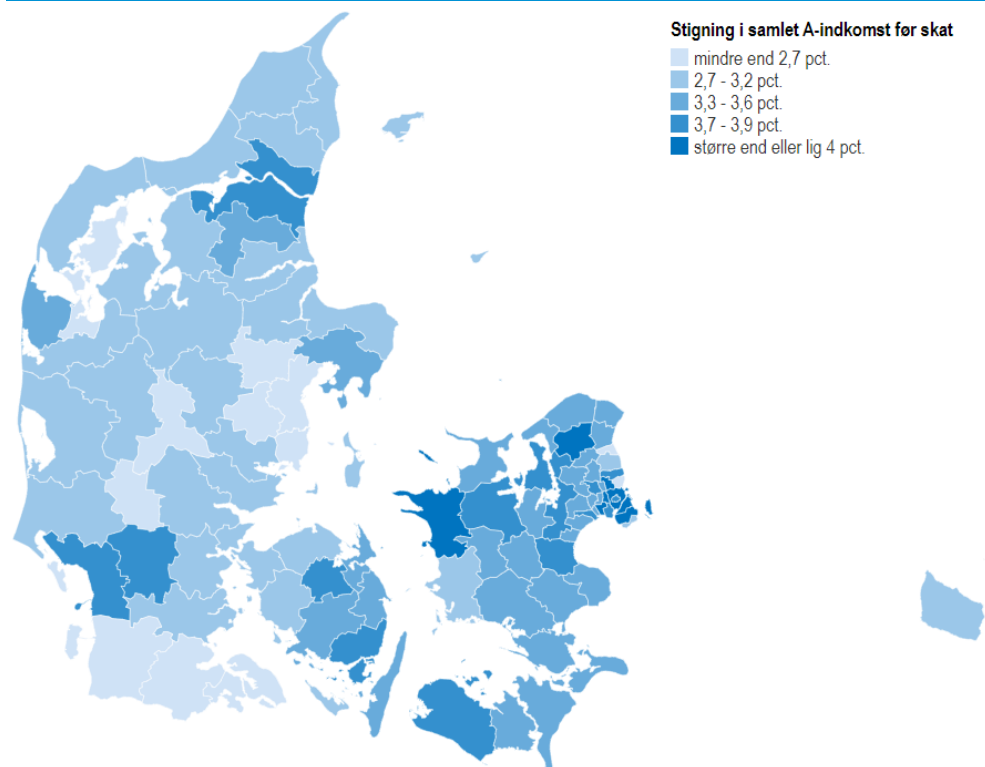 Stigning i samlet A-indkomst før skat
mindre end 2,7 pct.
2,7 - 3,2 pct.
3,3 - 3,6 pct.
3,7 - 3,9 pct.
større end eller lig 4 pct.